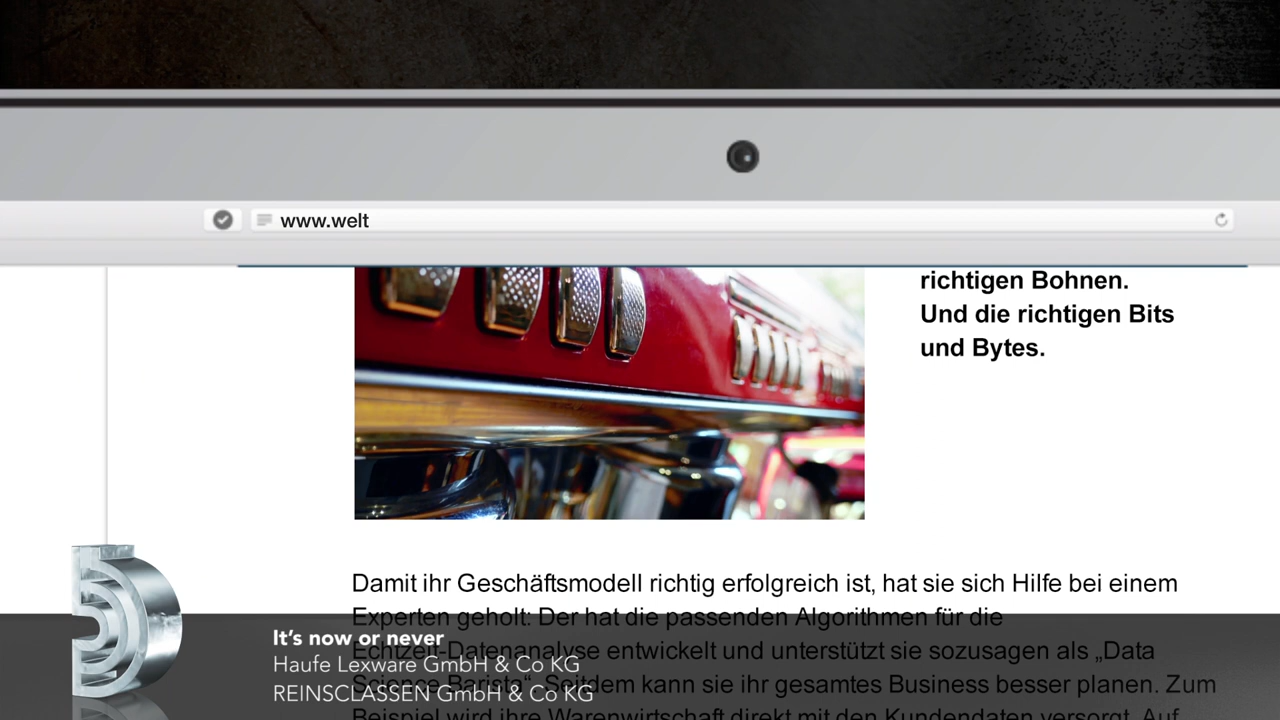 www.welt
richtigen Bohnen.
Und die richtigen Bits
und Bytes.
Damit ihr Geschäftsmodell richtig erfolgreich ist, hat sie sich Hilfe bei einem
Experten geholt: Der hat die passenden Algorithmen für die
Echtzeit-Datenanalyse entwickelt und unterstützt sie sozusagen als „Data
Science Barista“. Seitdem kann sie ihr gesamtes Business besser planen. Zum
Beispiel wird ihre Warenwirtschaft direkt mit den Kundendaten versorgt. Auf
It’s now or never
Haufe Lexware GmbH & Co KG
REINSCLASSEN GmbH & Co KG